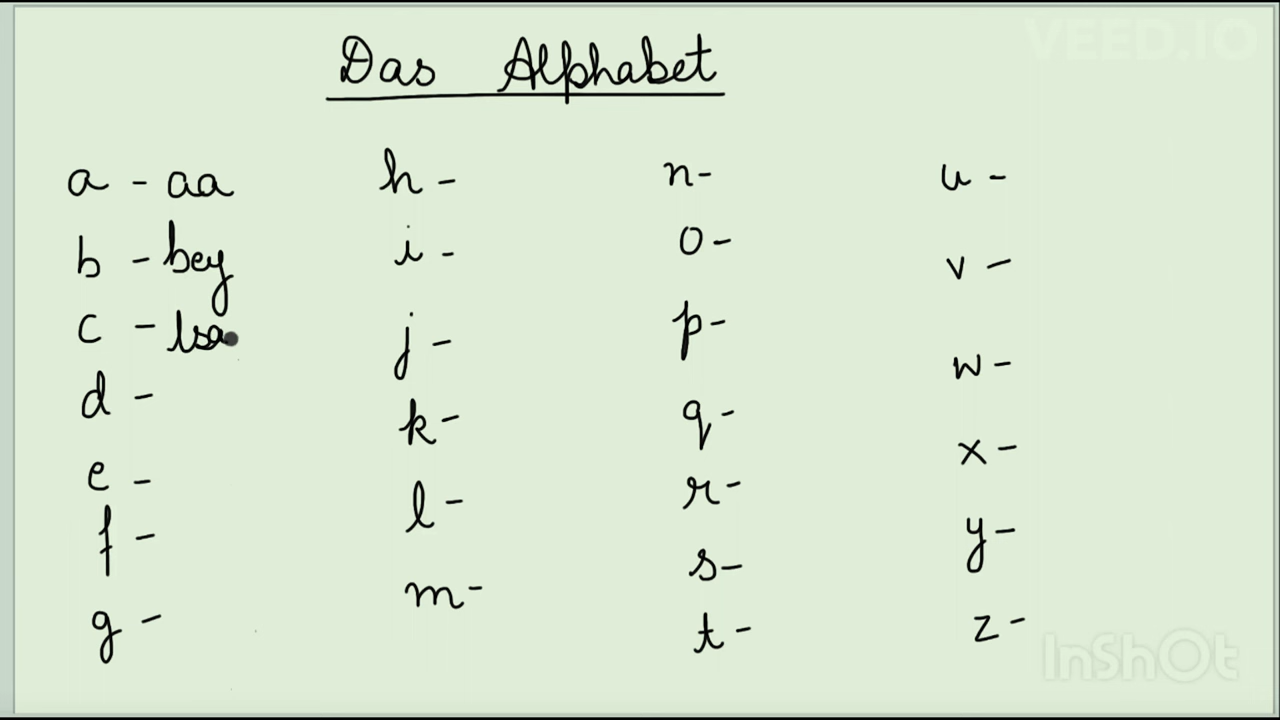 VEED.IO
Das Alphabet
a - aa
b - bey
c - tsa
d -
e -
f -
g -
h -
i -
j -
k -
l -
m -
n -
o -
p -
q -
r -
s -
t -
u -
v -
w -
x -
y -
z -
InShOt